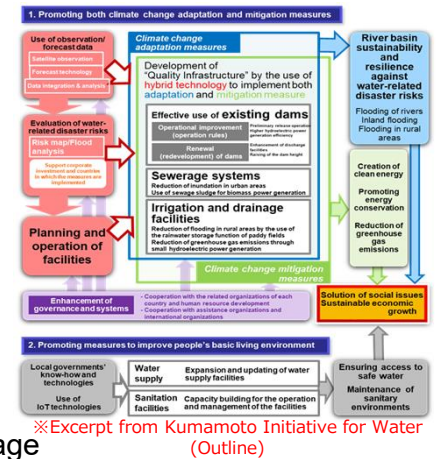 1. Promoting both climate change adaptation and mitigation measures
Use of observation/
forecast data
Satellite observation
Forecast technology
Data integration & analysis
Evaluation of water-
related disaster risks
Risk map/Flood
analysis
Support corporate
investment and countries
in which the measures are
implemented
Planning and
operation of
facilities
Climate change
adaptation measures
Development of
"Quality Infrastructure" by the use of
hybrid technology to implement both
adaptation and mitigation measure
Effective use of existing dams
Operational improvement
(operation rules)
Preliminary release operation
Higher hydroelectric power
generation efficiency
Renewal
(redevelopment) of dams
Enhancement of discharge
facilities
Raising of the dam height
Sewerage systems
Reduction of inundation in urban areas
Use of sewage sludge for biomass power generation
Irrigation and drainage
facilities
Reduction of flooding in rural areas by the use of
the rainwater storage function of paddy fields
Reduction of greenhouse gas emissions through
small hydroelectric power generation
Climate change mitigation
measures
River basin
sustainability
and
resilience
against
water-related
disaster risks
Flooding of rivers
Inland flooding
Flooding in rural
areas
Creation of
clean energy
Promoting
energy
conservation
Reduction of
greenhouse
gas
emissions
Enhancement of
governance and systems
- Cooperation with the related organizations of each
country and human resource development
- Cooperation with assistance organizations and
international organizations
Solution of social issues
Sustainable economic
growth
2. Promoting measures to improve people's basic living environment
Local governments'
know-how and
technologies
Use of
IoT technologies
Water
supply
Expansion and updating of water
supply facilities
Sanitation
facilities
Capacity building for the operation
and management of the facilities
Ensuring access to
safe water
Maintenance of
sanitary
environments
※Excerpt from Kumamoto Initiative for Water
(Outline)
age